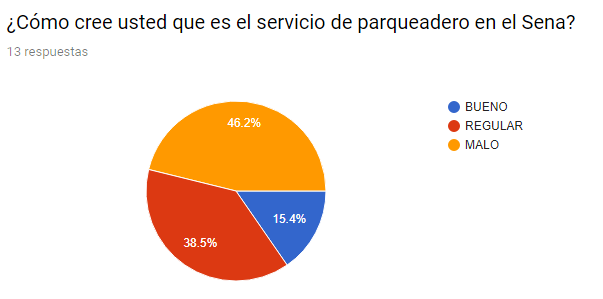 ¿Cómo cree usted que es el servicio de parqueadero en el Sena?
13 respuestas
BUENO
REGULAR
MALO
46.2%
15.4%
38.5%